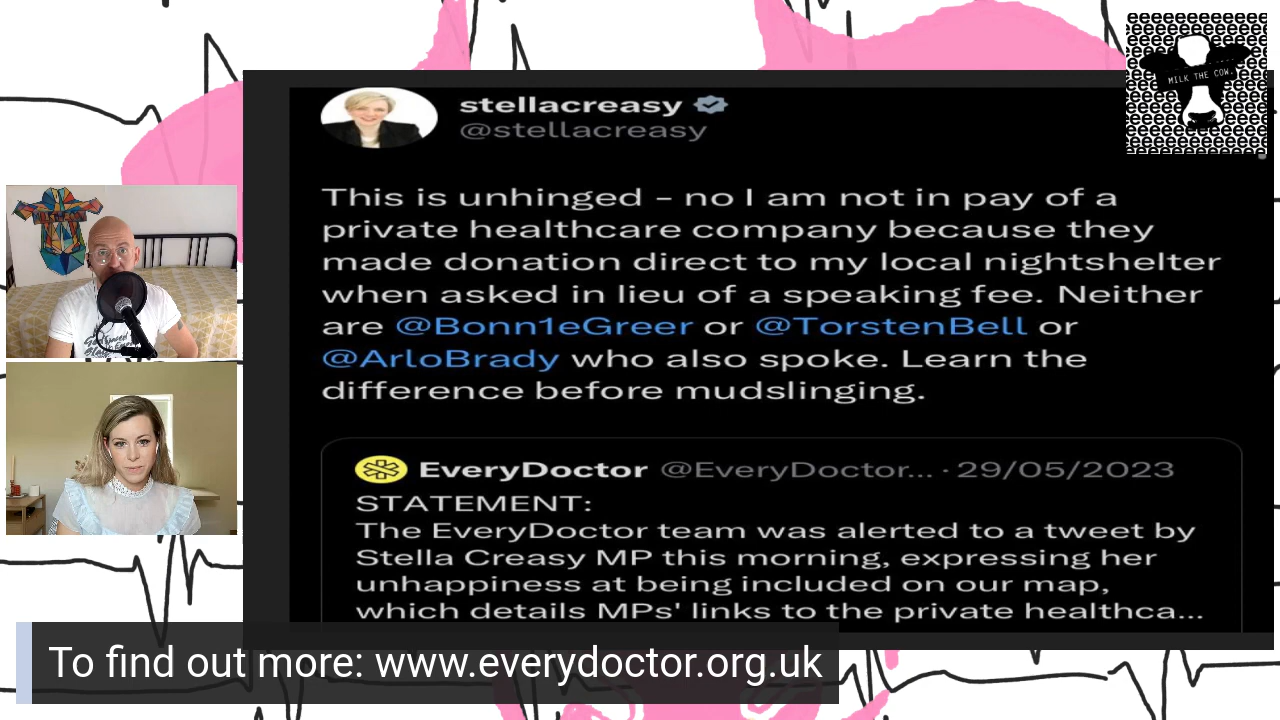 stellacreasy
@stellacreasy
This is unhinged – no I am not in pay of a
private healthcare company because they
made donation direct to my local nightshelter
when asked in lieu of a speaking fee. Neither
are @Bonn1eGreer or @TorstenBell or
@ArloBrady who also spoke. Learn the
difference before mudslinging.
EveryDoctor @EveryDoctor... · 29/05/2023
STATEMENT:
The EveryDoctor team was alerted to a tweet by
Stella Creasy MP this morning, expressing her
unhappiness at being included on our map,
which details MPs' links to the private healthca...
MILK THE COW.
To find out more: www.everydoctor.org.uk